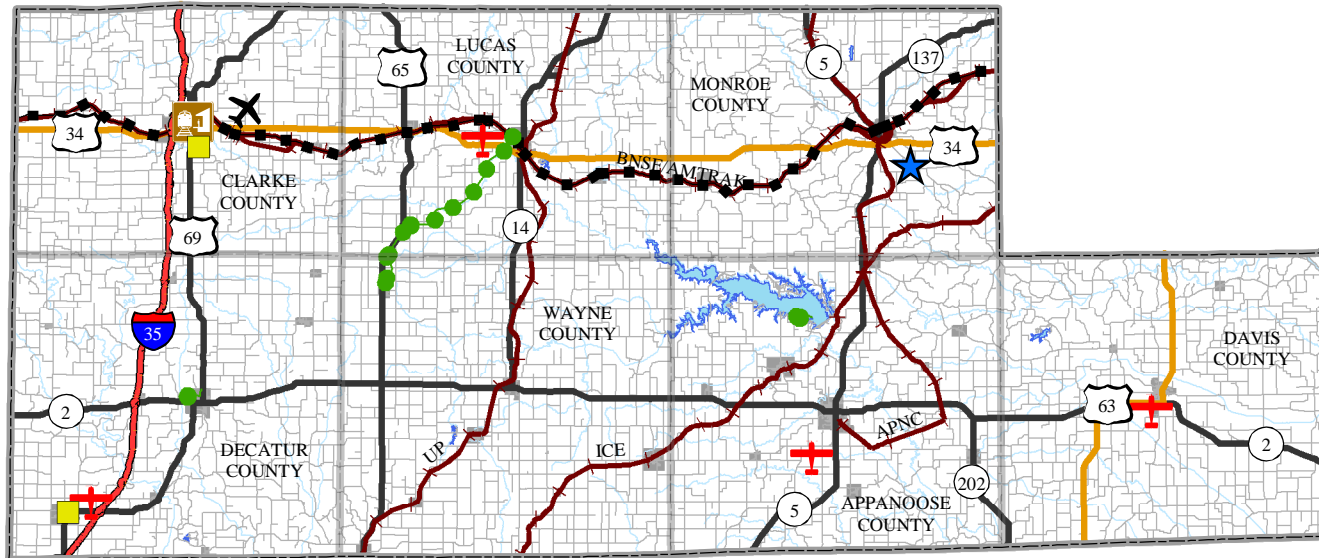 LUCAS
COUNTY
65
5
137
MONROE
COUNTY
34
34
BNSF AMTRAK
CLARKE
COUNTY
69
14
WAYNE
COUNTY
35
DAVIS
COUNTY
63
2
2
DECATUR
COUNTY
UP
ICE
APNC
202
5
APPANOOSE
COUNTY